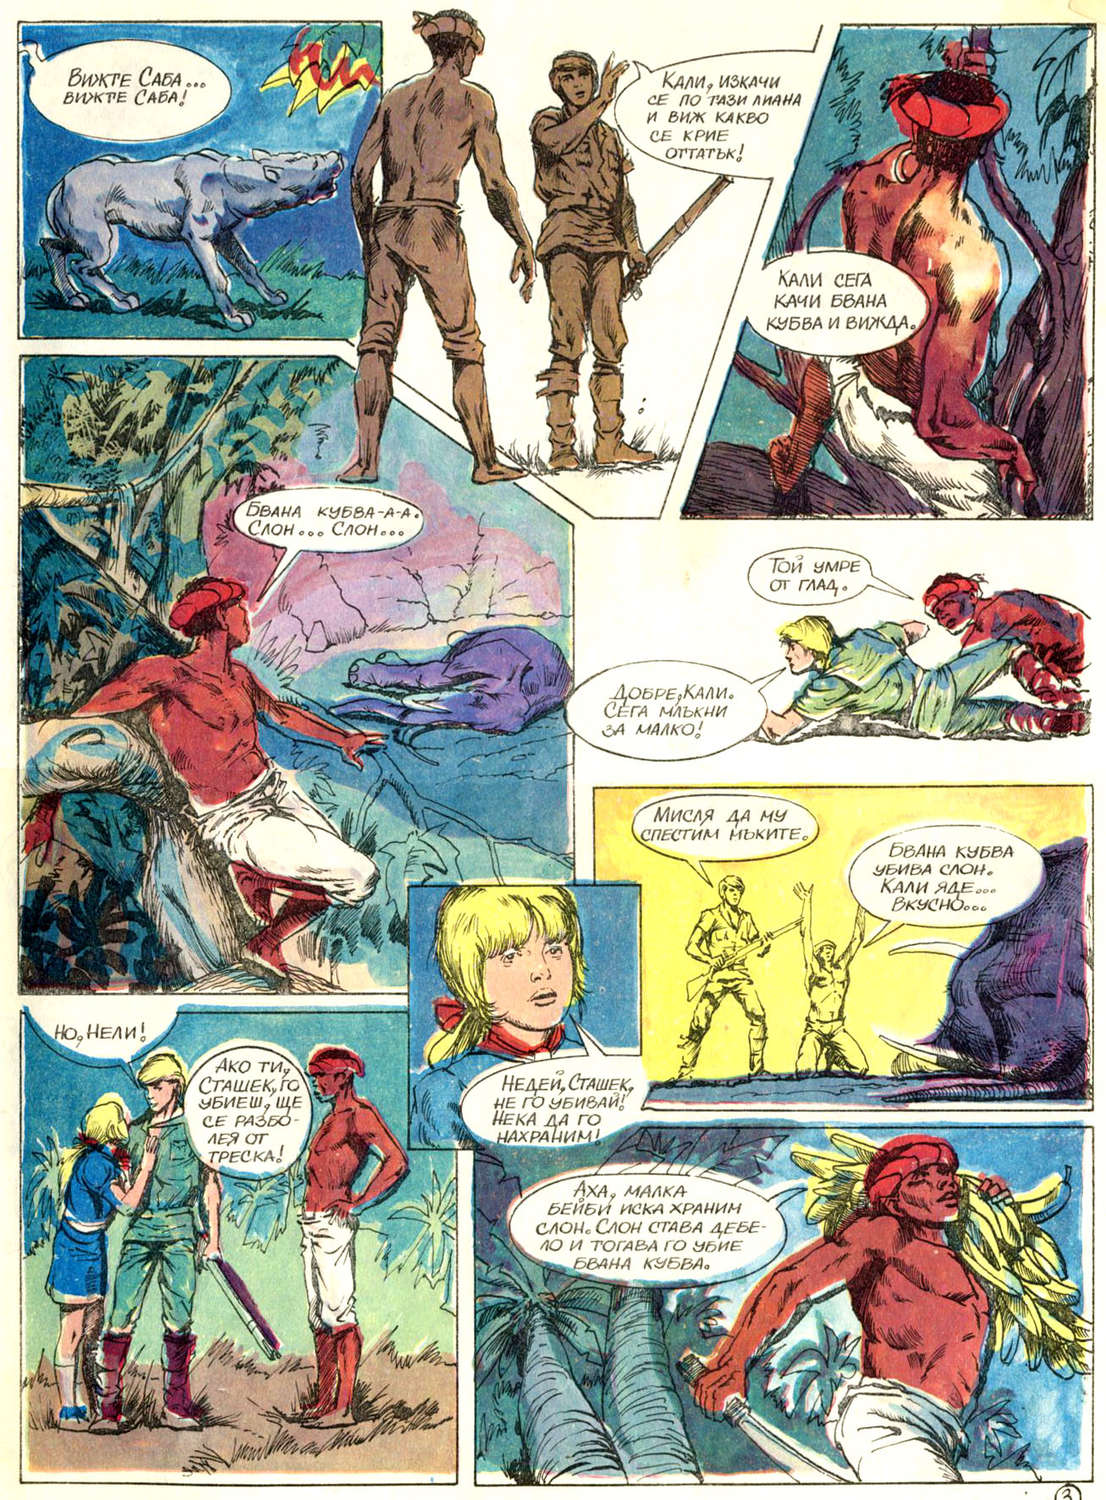 ВИЖТЕ САБА...
ВИЖТЕ САБА!
КАЛИ, ИЗКАЧИ
СЕ ПО ТАЗИ ЛИАНА
И ВИЖ КАКВО
СЕ КРИЕ
ОТТАТЪК!
КАЛИ СЕГА
КАЧИ БВАНА
КУБВА И ВИЖДА.
БВАНА КУБВА-А-А.
СЛОН... СЛОН...
ТОЙ УМРЕ
ОТ ГЛАД.
ДОБРЕ, КАЛИ.
СЕГА МЛЪКНИ
ЗА МАЛКО!
МИСЛЯ ДА МУ
СПЕСТИМ МЪКИТЕ.
БВАНА КУБВА
УБИВА СЛОН.
КАЛИ ЯДЕ...
ВКУСНО...
НЕДЕЙ, СТАШЕК,
НЕ ГО УБИВАЙ!
НЕКА ДА ГО
НАХРАНИМ!
НО, НЕЛИ!
АКО ТИ,
СТАШЕК, ГО
УБИЕШ, ЩЕ
СЕ РАЗБО-
ЛЕЯ ОТ
ТРЕСКА!
АХА, МАЛКА
БЕЙБИ ИСКА ХРАНИМ
СЛОН. СЛОН СТАВА ДЕБЕ-
ЛО И ТОГАВА ГО УБИЕ
БВАНА КУБВА.
3